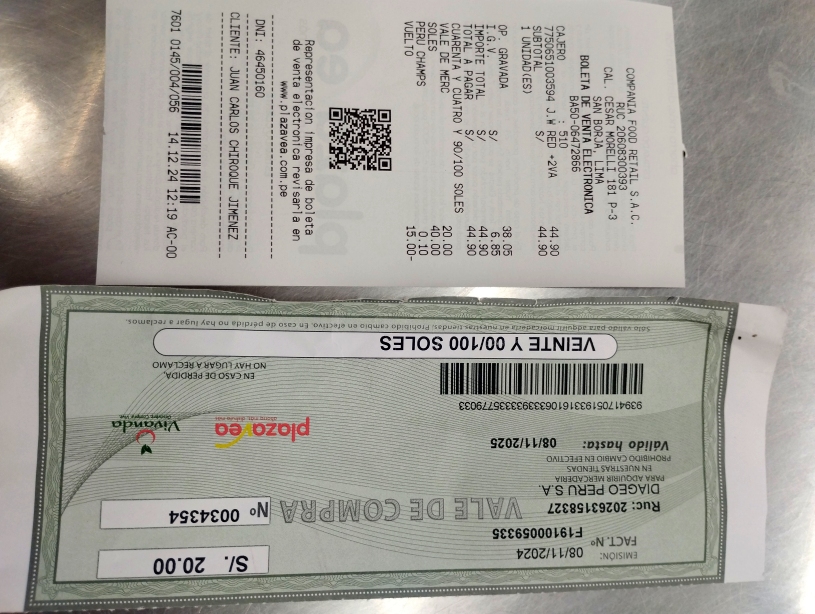 COMPANIA FOOD RETAIL S.A.C.
RUC 20608300393
CAL. CESAR MORELLI 181 P-3
SAN BORJA, LIMA
BOLETA DE VENTA ELECTRONICA
BA50-06472866
CAJERO : 510
7750651003594 J.W RED +2VA 44.90
SUBTOTAL S/ 44.90
1 UNIDAD(ES)
OP. GRAVADA S/ 38.05
I.G.V S/ 6.85
IMPORTE TOTAL S/ 44.90
TOTAL A PAGAR S/ 44.90
CUARENTA Y CUATRO Y 90/100 SOLES
VALE DE MERC 20.00
SOLES 40.00
PERU CHAMPS 0.10
VUELTO 15.00-
Representacion impresa de boleta
de venta electronica revisarla en
www.plazavea.com.pe
DNI: 46450160
CLIENTE: JUAN CARLOS CHIROQUE JIMENEZ
7601 0145/004/056 14.12.24 12:19 AC-00
EMISIÓN: 08/11/2024
FACT. Nº F19100059335
S/. 20.00
VALE DE COMPRA
Nº 0034354
Ruc: 20263158327
DIAGEO PERU S.A.
PARA ADQUIRIR MERCADERIA
EN NUESTRAS TIENDAS
PROHIBIDO CAMBIO EN EFECTIVO
Válido hasta: 08/11/2025
plazavea
Vivanda
EN CASO DE PERDIDA,
NO HAY LUGAR A RECLAMO
VEINTE Y 00/100 SOLES
Sólo válido para adquirir mercadería en nuestras tiendas. Prohibido cambio en efectivo. En caso de pérdida no hay lugar a reclamos.